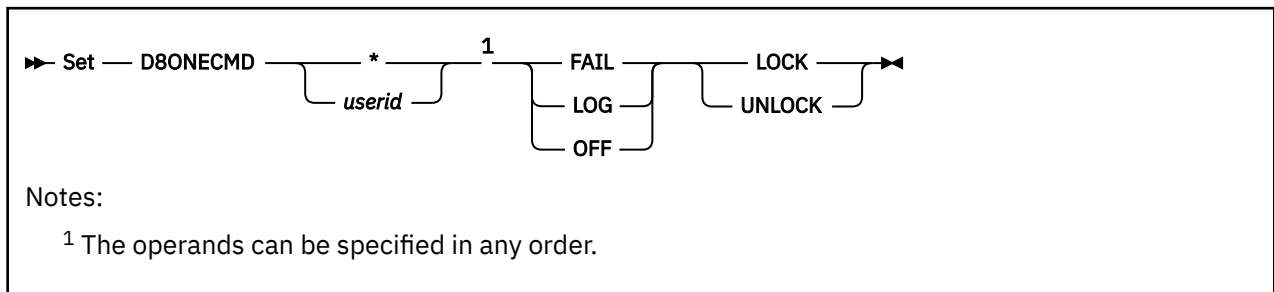 Set D8ONECMD * 1 FAIL LOCK
userid LOG UNLOCK
OFF
Notes:
1 The operands can be specified in any order.